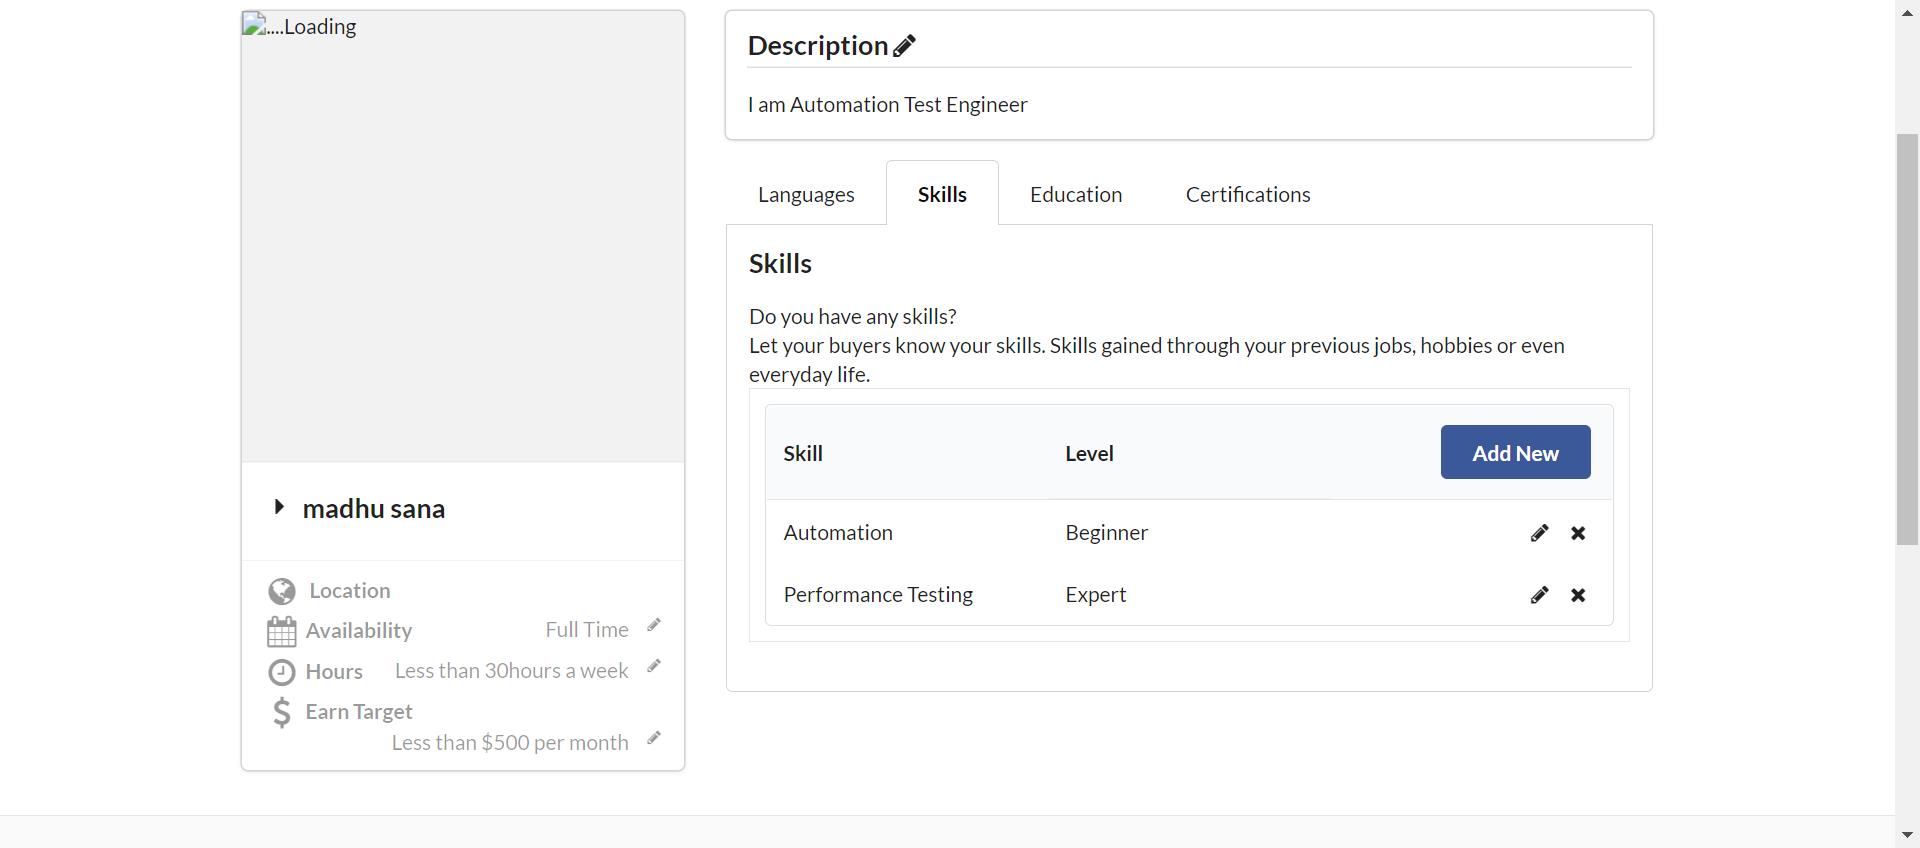 ....Loading
madhu sana
Location
Availability Full Time
Hours Less than 30hours a week
Earn Target
Less than $500 per month
Description
I am Automation Test Engineer
Languages Skills Education Certifications
Skills
Do you have any skills?
Let your buyers know your skills. Skills gained through your previous jobs, hobbies or even
everyday life.
Skill Level Add New
Automation Beginner
Performance Testing Expert